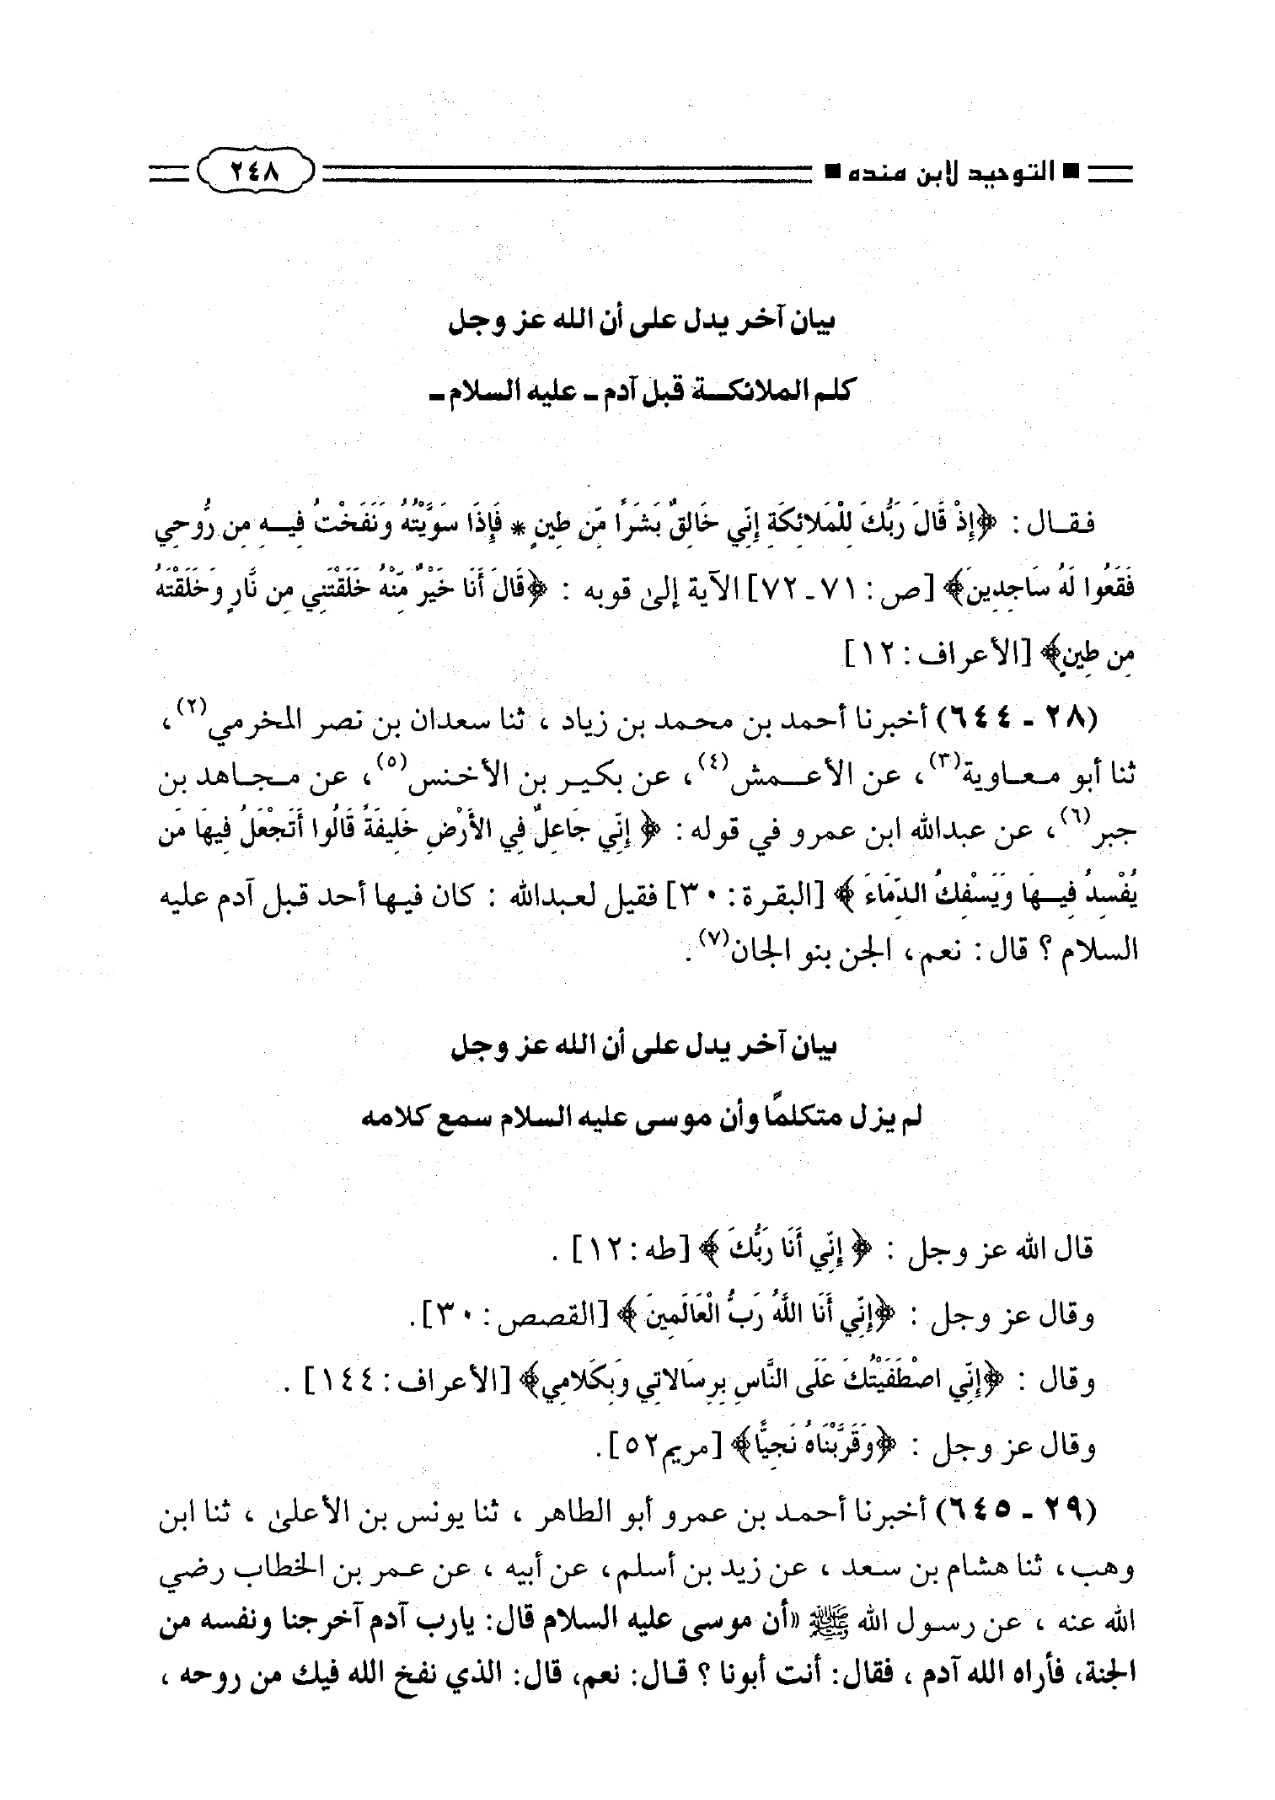 ■ التوحيد لابن منده ■ ٢٤٨
بيان آخر يدل على أن الله عز وجل
كلم الملائكة قبل آدم ـ عليه السلام ـ
فقال : ﴿إِذْ قَالَ رَبُّكَ لِلْمَلائِكَةِ إِنِّي خَالِقٌ بَشَرًا مِّن طِينٍ * فَإِذَا سَوَّيْتُهُ وَنَفَخْتُ فِيهِ مِن رُّوحِي
فَقَعُوا لَهُ سَاجِدِينَ﴾ [ص : ٧١ ـ ٧٢] الآية إلى قوبه : ﴿قَالَ أَنَا خَيْرٌ مِّنْهُ خَلَقْتَنِي مِن نَّارٍ وَخَلَقْتَهُ
مِن طِينٍ﴾ [الأعراف : ١٢]
(٢٨ ـ ٦٤٤) أخبرنا أحمد بن محمد بن زياد ، ثنا سعدان بن نصر المخرمي(٢)،
ثنا أبو معاوية(٣)، عن الأعمش(٤)، عن بكير بن الأخنس(٥)، عن مجاهد بن
جبر(٦)، عن عبدالله ابن عمرو في قوله : ﴿ إِنِّي جَاعِلٌ فِي الأَرْضِ خَلِيفَةً قَالُوا أَتَجْعَلُ فِيهَا مَن
يُفْسِدُ فِيهَا وَيَسْفِكُ الدِّمَاءَ ﴾ [البقرة : ٣٠] فقيل لعبدالله : كان فيها أحد قبل آدم عليه
السلام ؟ قال : نعم، الجن بنو الجان(٧).
بيان آخر يدل على أن الله عز وجل
لم يزل متكلمًا وأن موسى عليه السلام سمع كلامه
قال الله عز وجل : ﴿ إِنِّي أَنَا رَبُّكَ ﴾ [طه : ١٢] .
وقال عز وجل : ﴿إِنِّي أَنَا اللَّهُ رَبُّ الْعَالَمِينَ ﴾ [القصص : ٣٠].
وقال : ﴿إِنِّي اصْطَفَيْتُكَ عَلَى النَّاسِ بِرِسَالاتِي وَبِكَلامِي﴾ [الأعراف : ١٤٤] .
وقال عز وجل : ﴿وَقَرَّبْنَاهُ نَجِيًّا﴾ [مريم ٥٢].
(٢٩ ـ ٦٤٥) أخبرنا أحمد بن عمرو أبو الطاهر ، ثنا يونس بن الأعلى ، ثنا ابن
وهب، ثنا هشام بن سعد ، عن زيد بن أسلم، عن أبيه ، عن عمر بن الخطاب رضي
الله عنه ، عن رسول الله ﷺ «أن موسى عليه السلام قال: يارب آدم آخرجنا ونفسه من
الجنة، فأراه الله آدم ، فقال: أنت أبونا ؟ قال: نعم، قال: الذي نفخ الله فيك من روحه ،